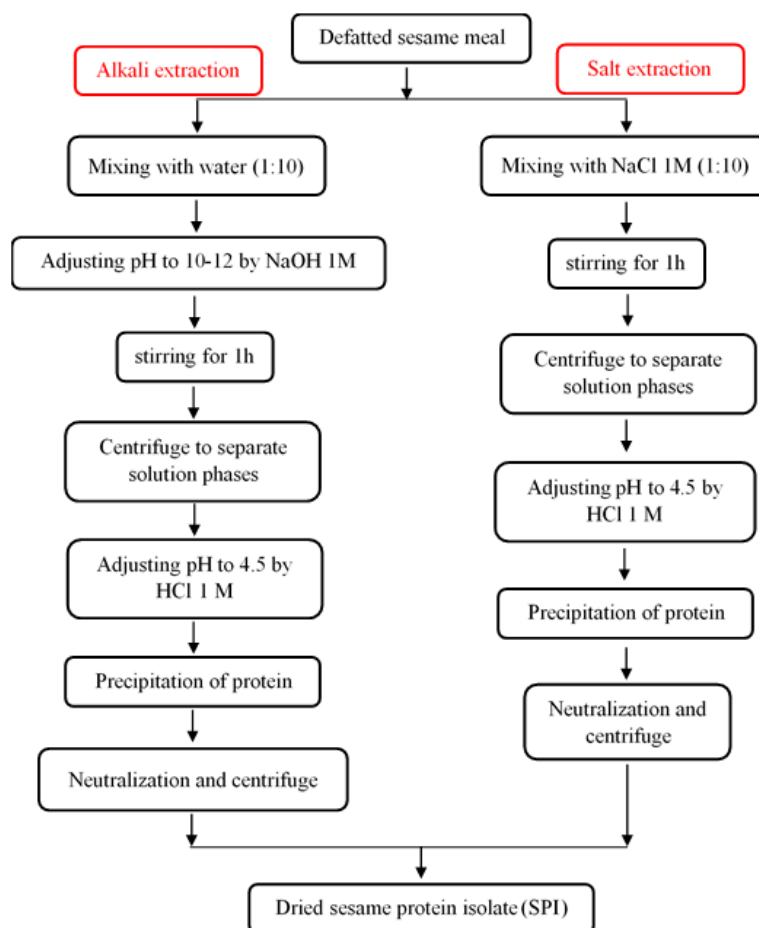 Defatted sesame meal
Alkali extraction
Salt extraction
Mixing with water (1:10)
Adjusting pH to 10-12 by NaOH 1M
stirring for 1h
Centrifuge to separate
solution phases
Adjusting pH to 4.5 by
HCl 1 M
Precipitation of protein
Neutralization and centrifuge
Mixing with NaCl 1M (1:10)
stirring for 1h
Centrifuge to separate
solution phases
Adjusting pH to 4.5 by
HCl 1 M
Precipitation of protein
Neutralization and
centrifuge
Dried sesame protein isolate (SPI)